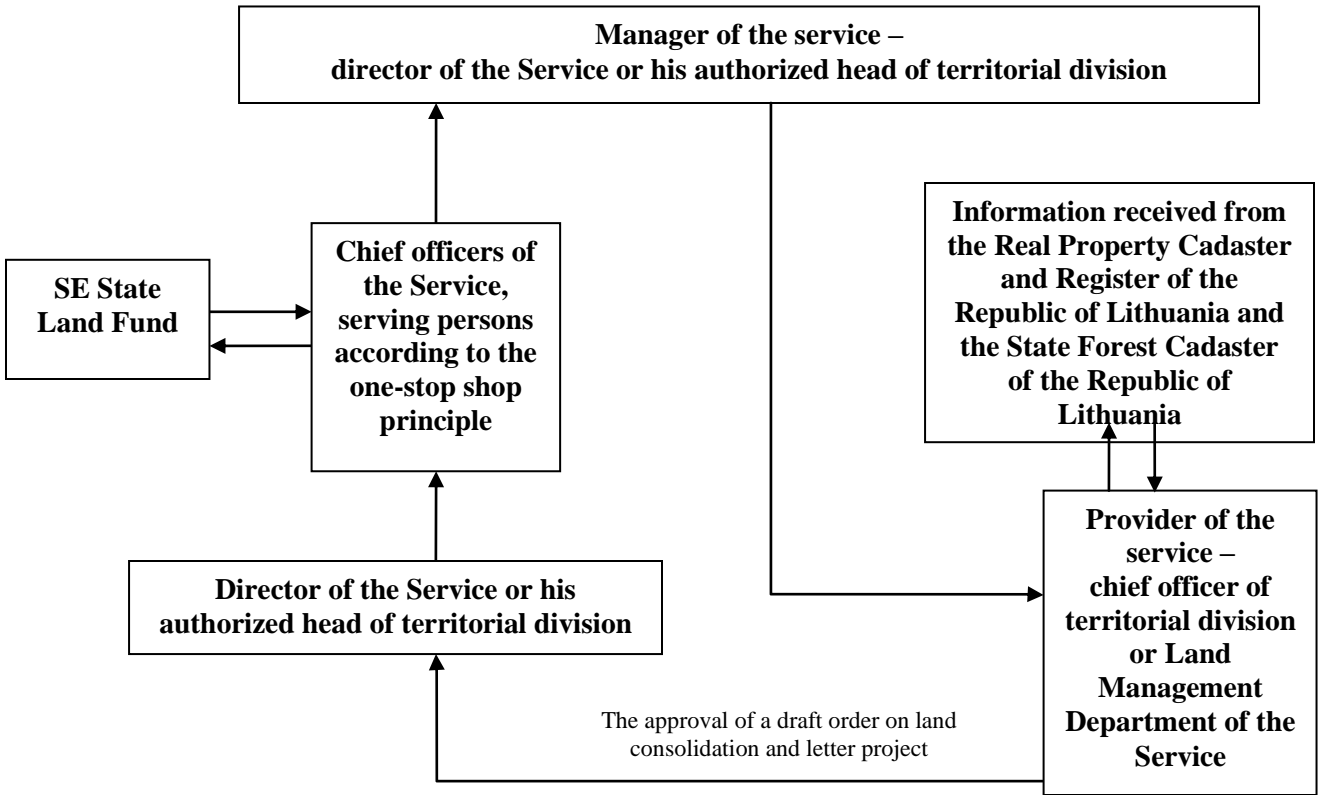 Manager of the service –
director of the Service or his authorized head of territorial division
Information received from
the Real Property Cadaster
and Register of the
Republic of Lithuania and
the State Forest Cadaster
of the Republic of
Lithuania
Chief officers of
the Service,
serving persons
according to the
one-stop shop
principle
SE State
Land Fund
Provider of the
service –
chief officer of
territorial division
or Land
Management
Department of the
Service
Director of the Service or his
authorized head of territorial division
The approval of a draft order on land
consolidation and letter project